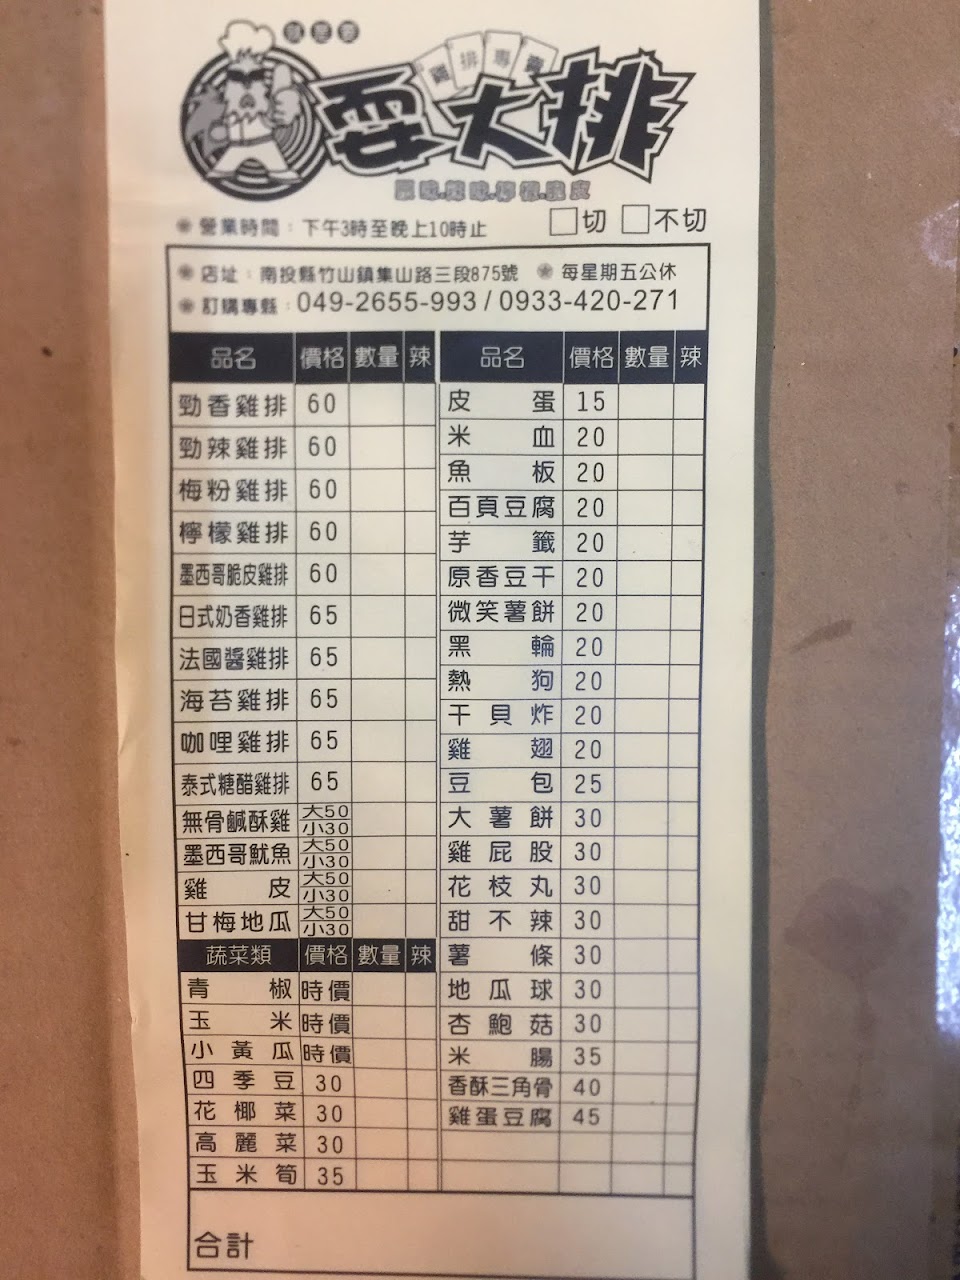 就是要
雞排專賣
耍大排
營業時間：下午3時至晚上10時止 □切 □不切
店址：南投縣竹山鎮集山路三段875號 每星期五公休
訂購專縣：049-2655-993 / 0933-420-271
品名 價格 數量 辣 品名 價格 數量 辣
勁香雞排 60
勁辣雞排 60
梅粉雞排 60
檸檬雞排 60
墨西哥脆皮雞排 60
日式奶香雞排 65
法國醬雞排 65
海苔雞排 65
咖哩雞排 65
泰式糖醋雞排 65
無骨鹹酥雞 大50 小30
墨西哥魷魚 大50 小30
雞皮 大50 小30
甘梅地瓜 大50 小30
蔬菜類 價格 數量 辣
青椒 時價
玉米 時價
小黃瓜 時價
四季豆 30
花椰菜 30
高麗菜 30
玉米筍 35
皮蛋 15
米血 20
魚板 20
百頁豆腐 20
芋籤 20
原香豆干 20
微笑薯餅 20
黑輪 20
熱狗 20
干貝炸 20
雞翅 20
豆包 25
大薯餅 30
雞屁股 30
花枝丸 30
甜不辣 30
薯條 30
地瓜球 30
杏鮑菇 30
米腸 35
香酥三角骨 40
雞蛋豆腐 45
合計